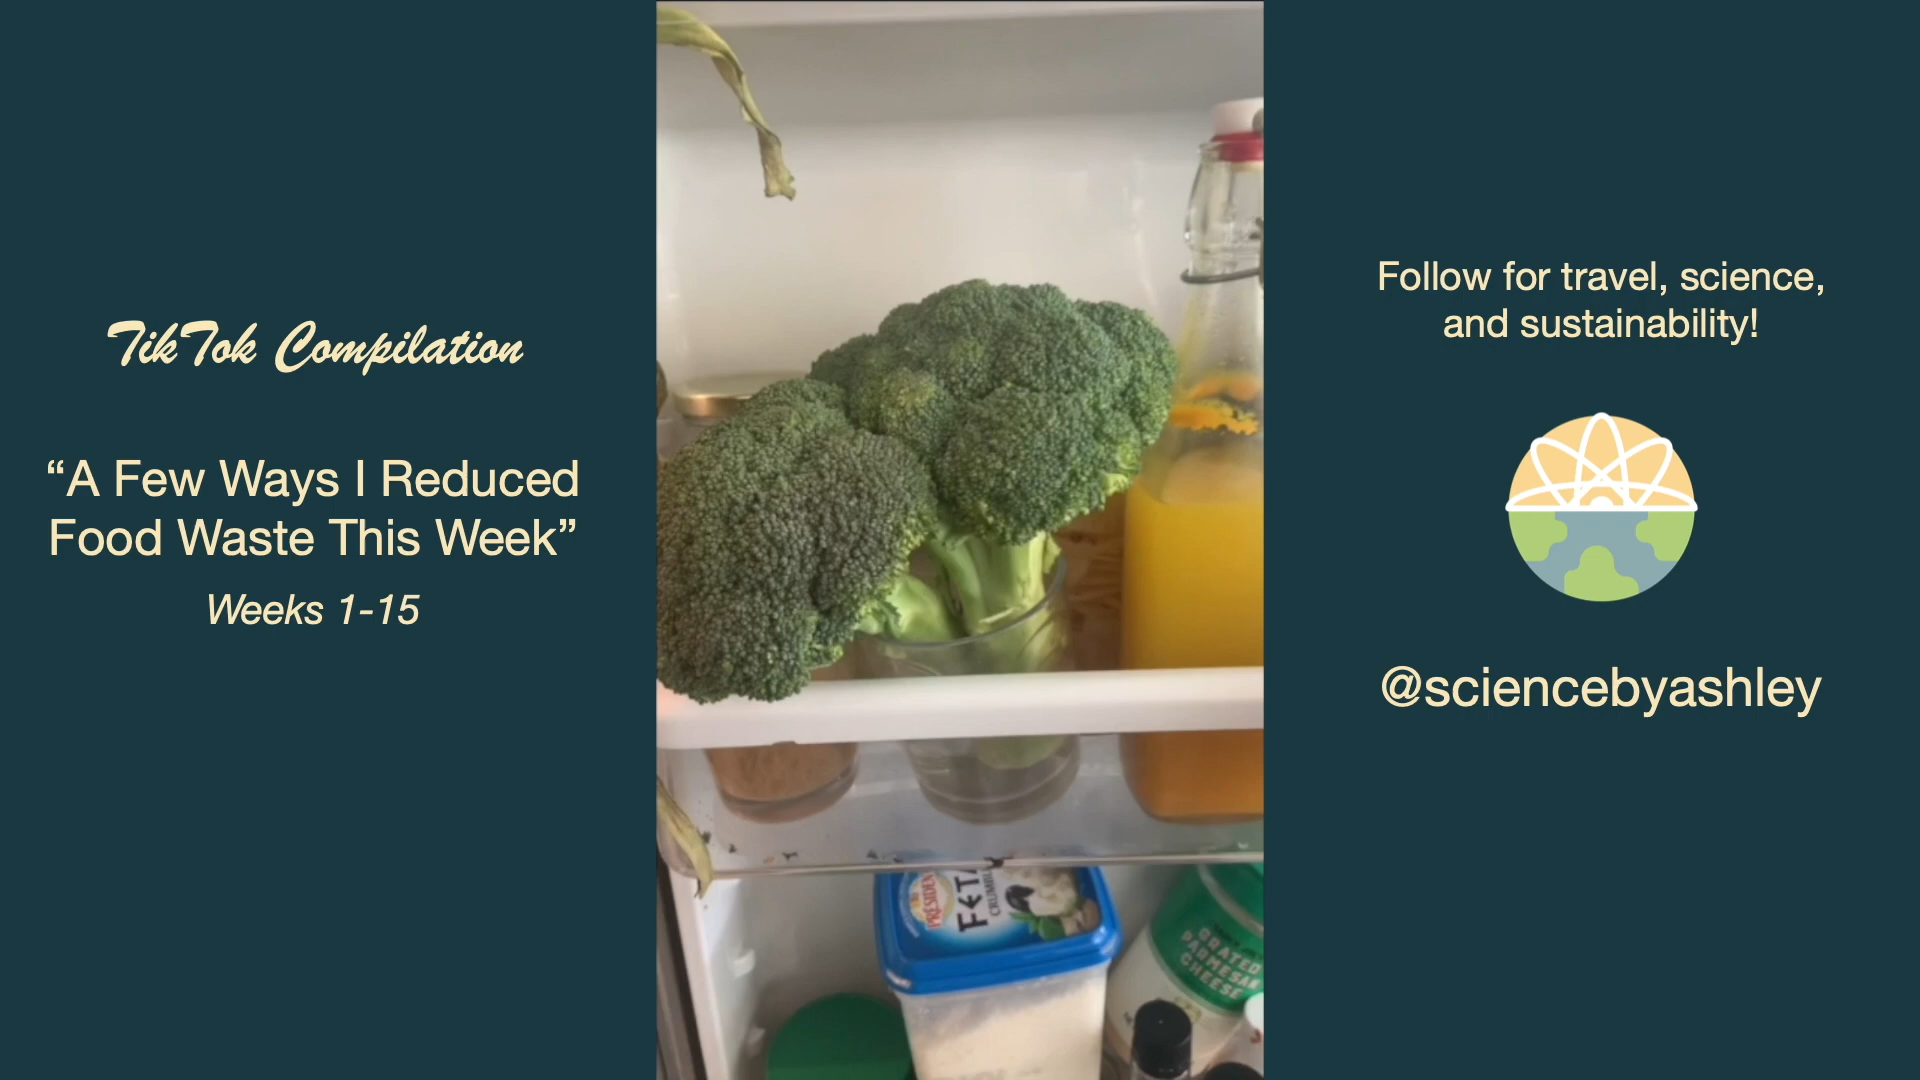 TikTok Compilation
“A Few Ways I Reduced
Food Waste This Week”
Weeks 1-15
PRÉSIDENT
FETA
GRATED
PARMESAN
CHEESE
Follow for travel, science,
and sustainability!
@sciencebyashley